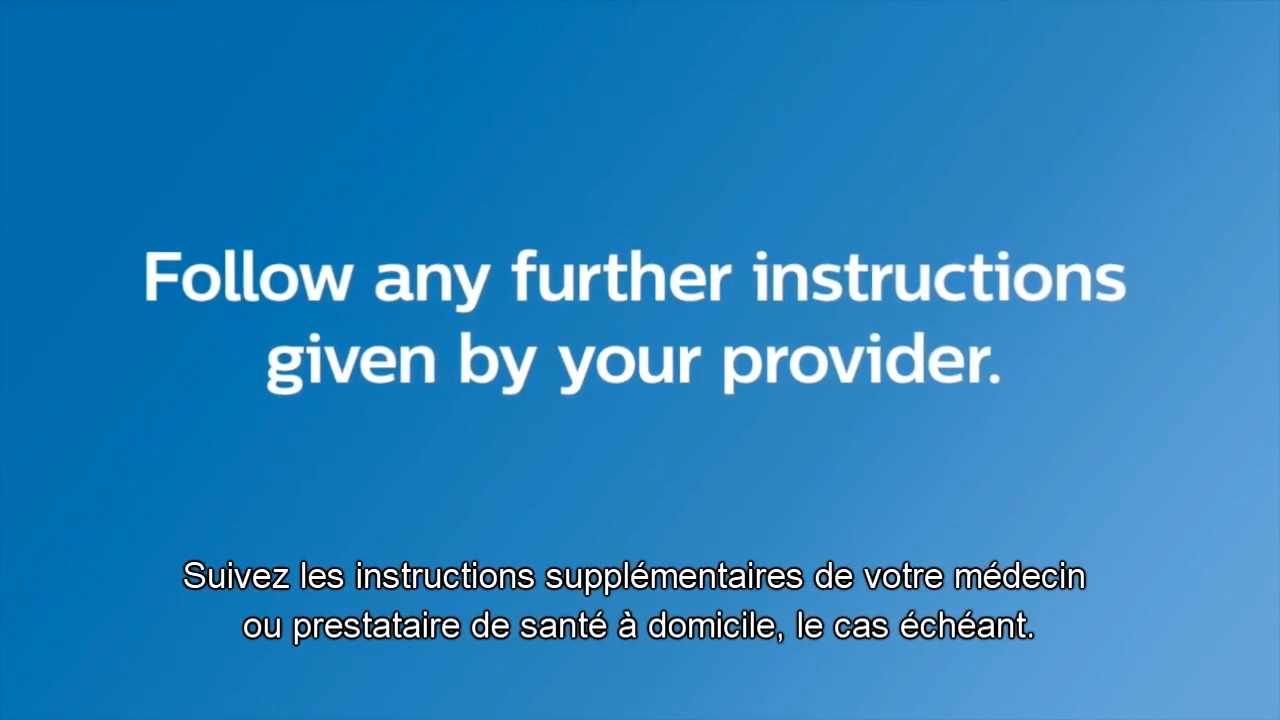 Follow any further instructions
given by your provider.
Suivez les instructions supplémentaires de votre médecin
ou prestataire de santé à domicile, le cas échéant.